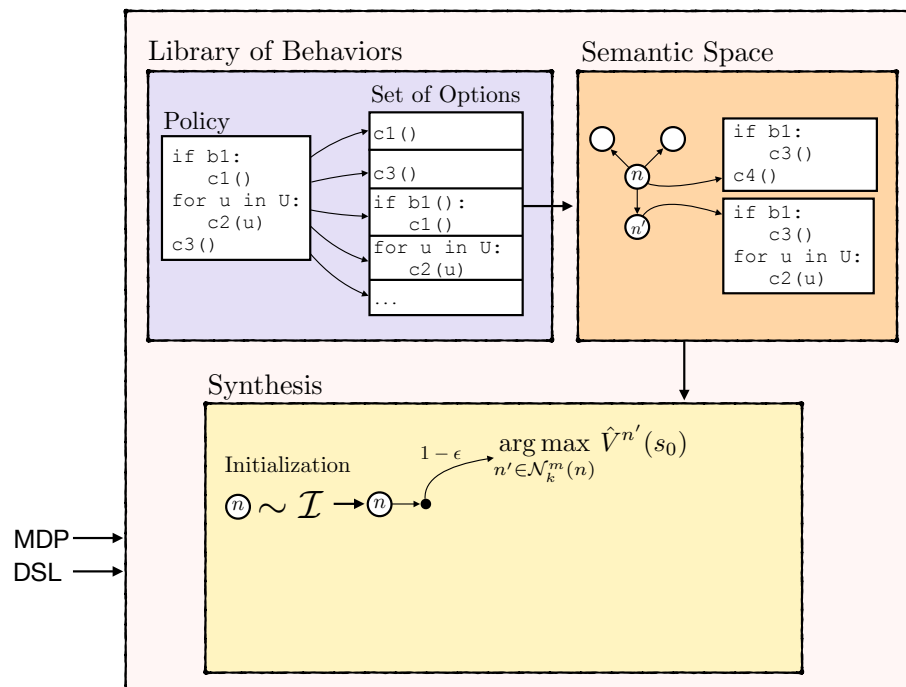 Library of Behaviors
Policy
if b1:
c1()
for u in U:
c2(u)
c3()
Set of Options
c1()
c3()
if b1():
c1()
for u in U:
c2(u)
...
Semantic Space
n
n'
if b1:
c3()
c4()
if b1:
c3()
for u in U:
c2(u)
Synthesis
Initialization
n ∼ 𝓘
n
1 − ϵ
arg max V̂^{n'}(s₀)
n' ∈ 𝒩_k^m(n)
MDP
DSL